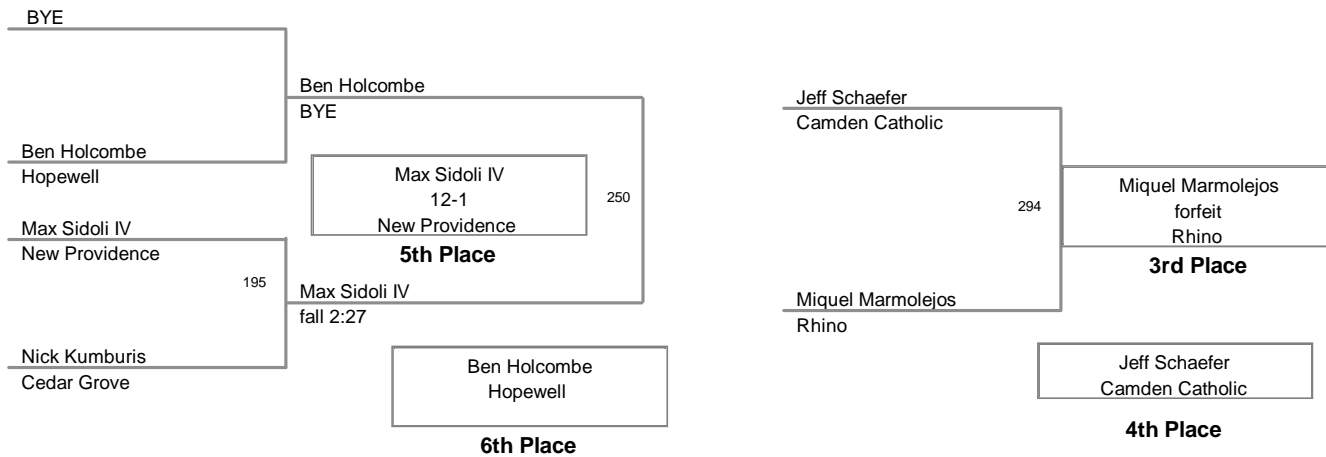 BYE
Ben Holcombe
BYE
Ben Holcombe
Hopewell
Max Sidoli IV
12-1
New Providence
5th Place
250
Max Sidoli IV
New Providence
195
Max Sidoli IV
fall 2:27
Nick Kumburis
Cedar Grove
Ben Holcombe
Hopewell
6th Place
Jeff Schaefer
Camden Catholic
294
Miquel Marmolejos
forfeit
Rhino
3rd Place
Miquel Marmolejos
Rhino
Jeff Schaefer
Camden Catholic
4th Place